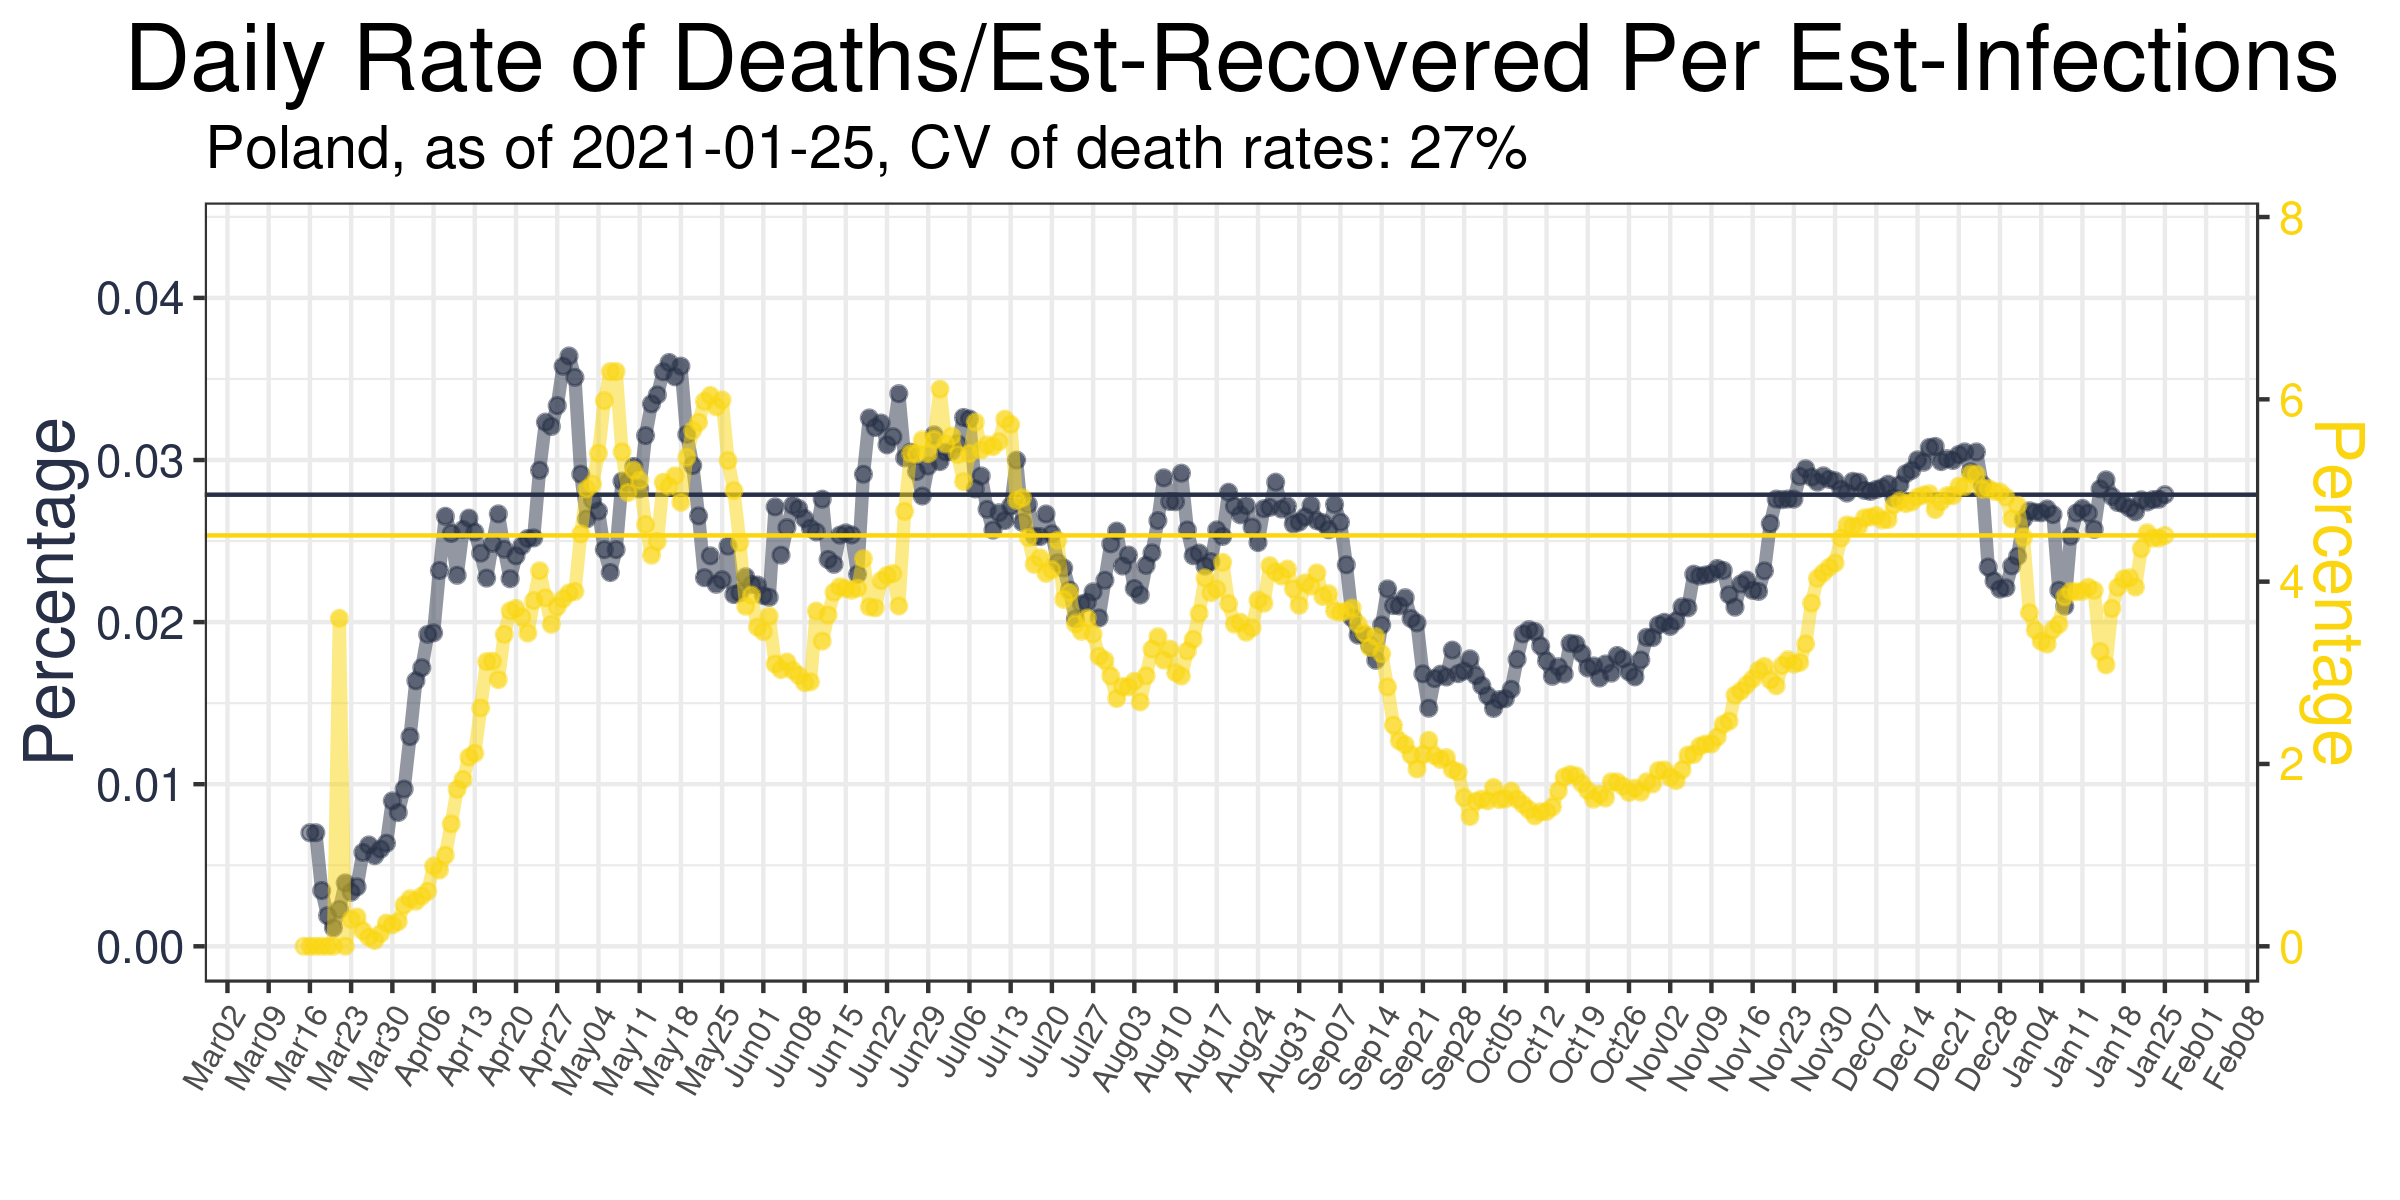 Daily Rate of Deaths/Est-Recovered Per Est-Infections
Poland, as of 2021-01-25, CV of death rates: 27%
Percentage
0.04
0.03
0.02
0.01
0.00
8
6
4
2
0
Percentage
Mar02 Mar09 Mar16 Mar23 Mar30 Apr06 Apr13 Apr20 Apr27 May04 May11 May18 May25 Jun01 Jun08 Jun15 Jun22 Jun29 Jul06 Jul13 Jul20 Jul27 Aug03 Aug10 Aug17 Aug24 Aug31 Sep07 Sep14 Sep21 Sep28 Oct05 Oct12 Oct19 Oct26 Nov02 Nov09 Nov16 Nov23 Nov30 Dec07 Dec14 Dec21 Dec28 Jan04 Jan11 Jan18 Jan25 Feb01 Feb08